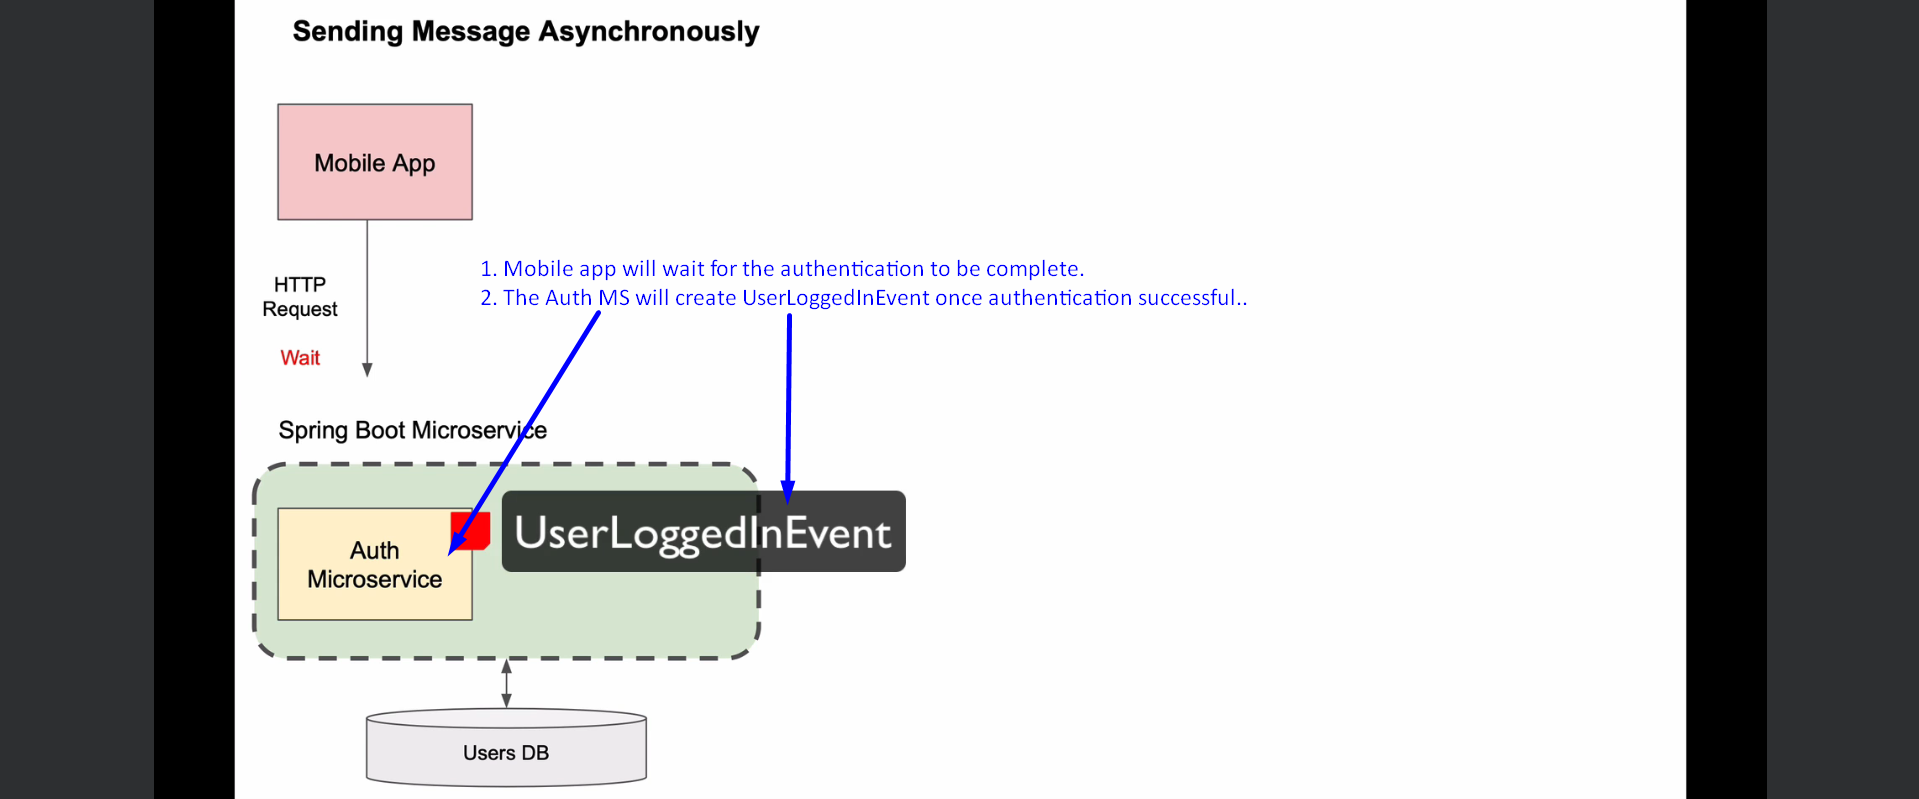 Sending Message Asynchronously
Mobile App
HTTP
Request
Wait
1. Mobile app will wait for the authentication to be complete.
2. The Auth MS will create UserLoggedInEvent once authentication successful..
Spring Boot Microservice
Auth
Microservice
UserLoggedInEvent
Users DB